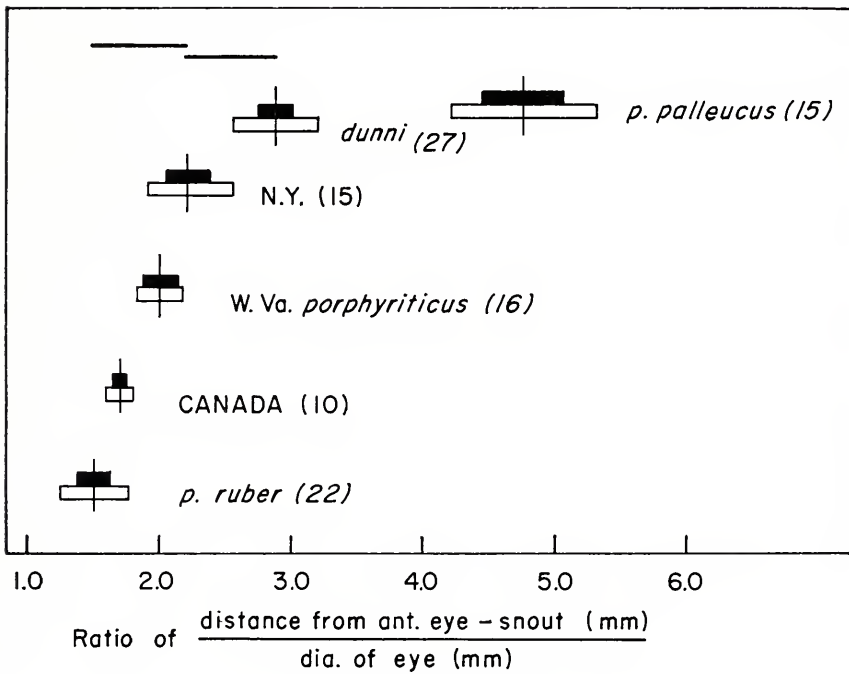 p. palleucus (15)
dunni (27)
N.Y. (15)
W. Va. porphyriticus (16)
CANADA (10)
p. ruber (22)
1.0 2.0 3.0 4.0 5.0 6.0
Ratio of distance from ant. eye – snout (mm)
dia. of eye (mm)